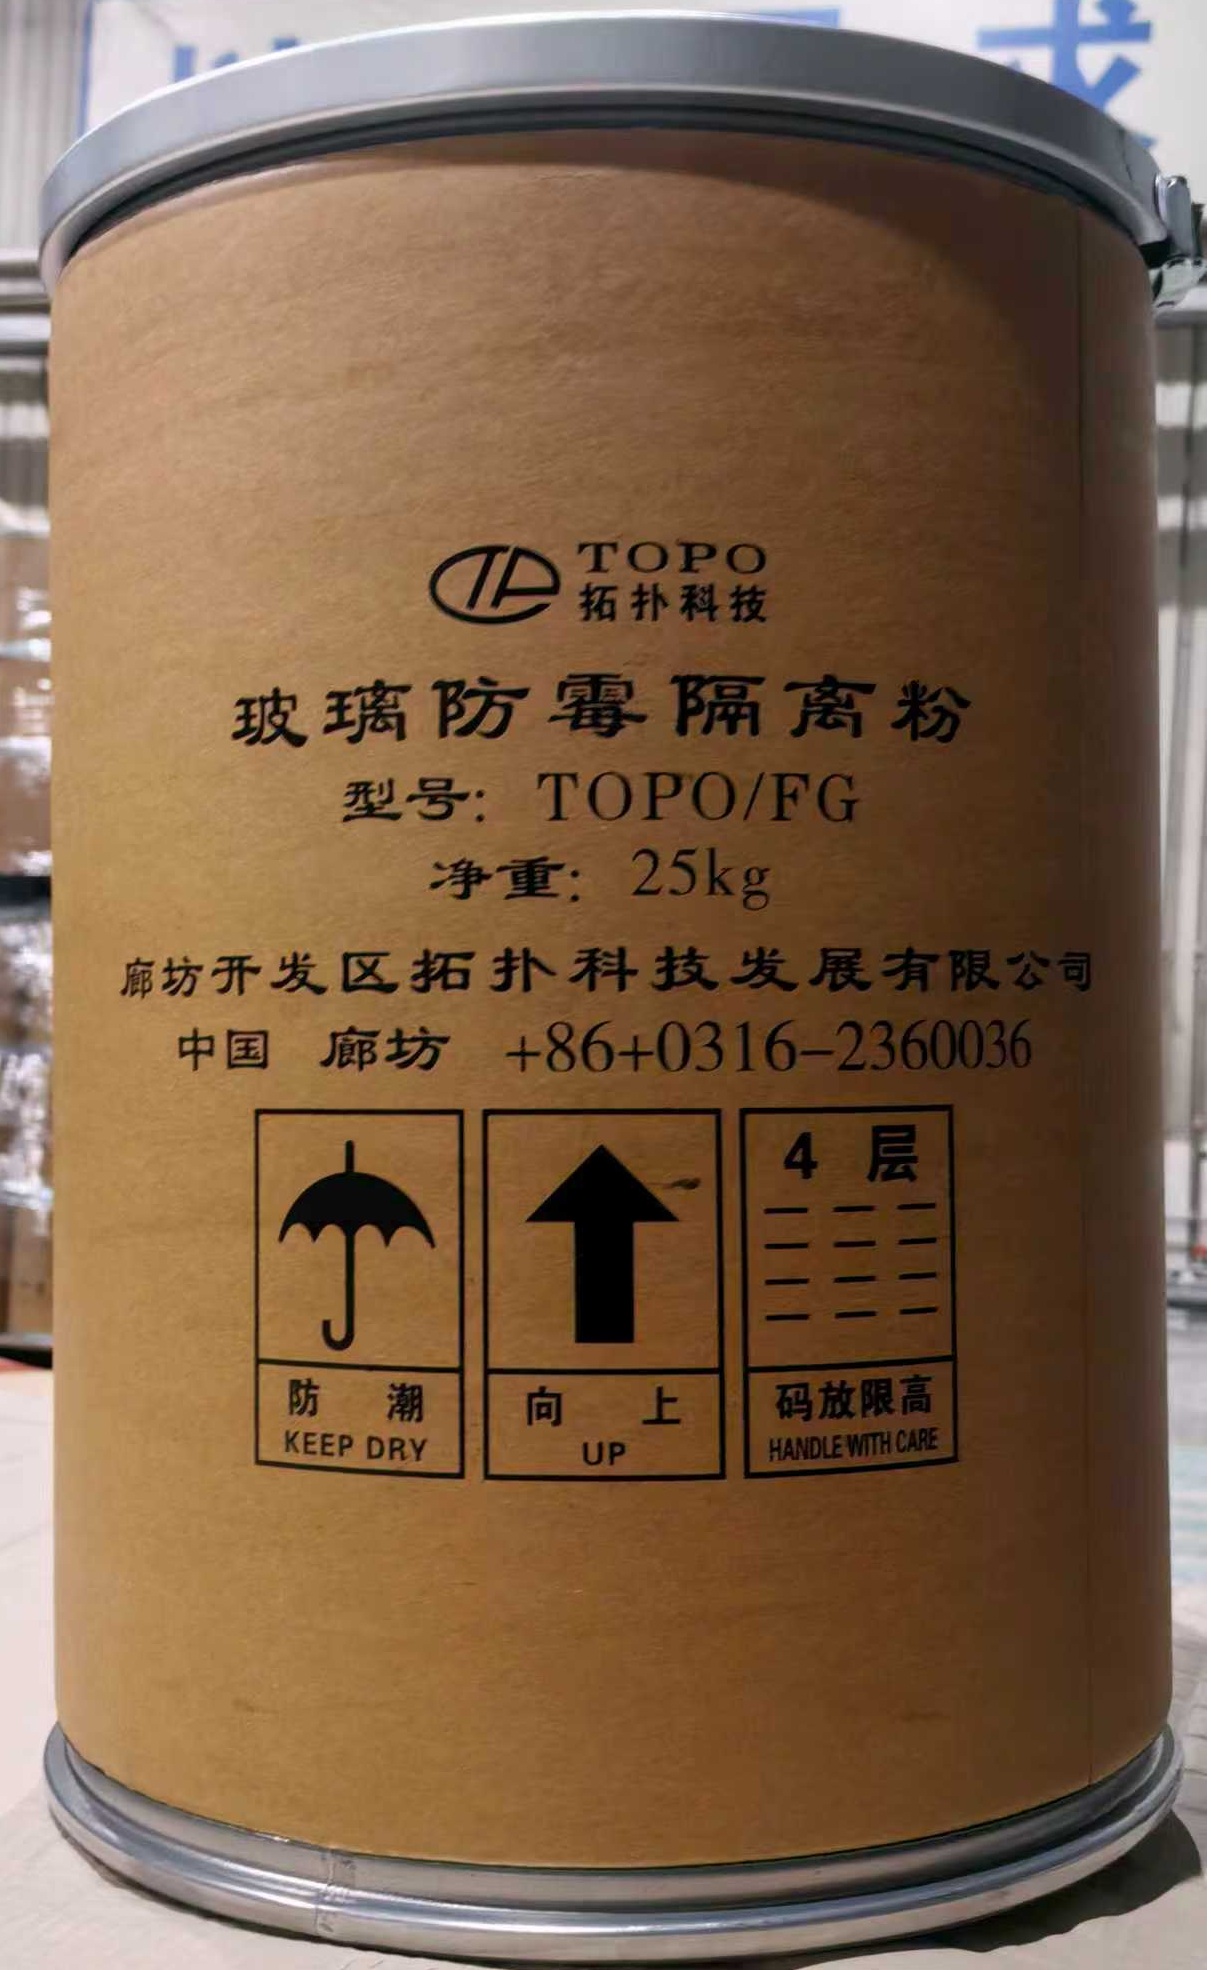 求
TP TOPO
拓扑科技
玻璃防霉隔离粉
型号: TOPO/FG
净重: 25kg
廊坊开发区拓扑科技发展有限公司
中国 廊坊 +86+0316-2360036
4 层
防 潮
KEEP DRY
向 上
UP
码放限高
HANDLE WITH CARE